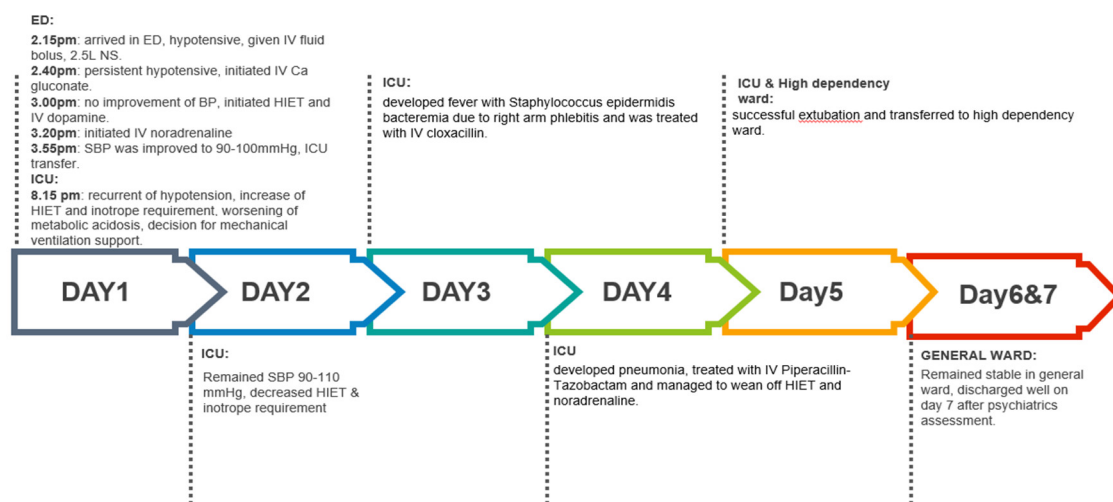 ED:
2.15pm: arrived in ED, hypotensive, given IV fluid
bolus, 2.5L NS.
2.40pm: persistent hypotensive, initiated IV Ca
gluconate.
3.00pm: no improvement of BP, initiated HIET and
IV dopamine.
3.20pm: initiated IV noradrenaline
3.55pm: SBP was improved to 90-100mmHg, ICU
transfer.
ICU:
8.15 pm: recurrent of hypotension, increase of
HIET and inotrope requirement, worsening of
metabolic acidosis, decision for mechanical
ventilation support.
ICU:
developed fever with Staphylococcus epidermidis
bacteremia due to right arm phlebitis and was treated
with IV cloxacillin.
ICU & High dependency
ward:
successful extubation and transferred to high dependency
ward.
DAY1
DAY2
DAY3
DAY4
Day5
Day6&7
ICU:
Remained SBP 90-110
mmHg, decreased HIET &
inotrope requirement
ICU
developed pneumonia, treated with IV Piperacillin-
Tazobactam and managed to wean off HIET and
noradrenaline.
GENERAL WARD:
Remained stable in general
ward, discharged well on
day 7 after psychiatrics
assessment.